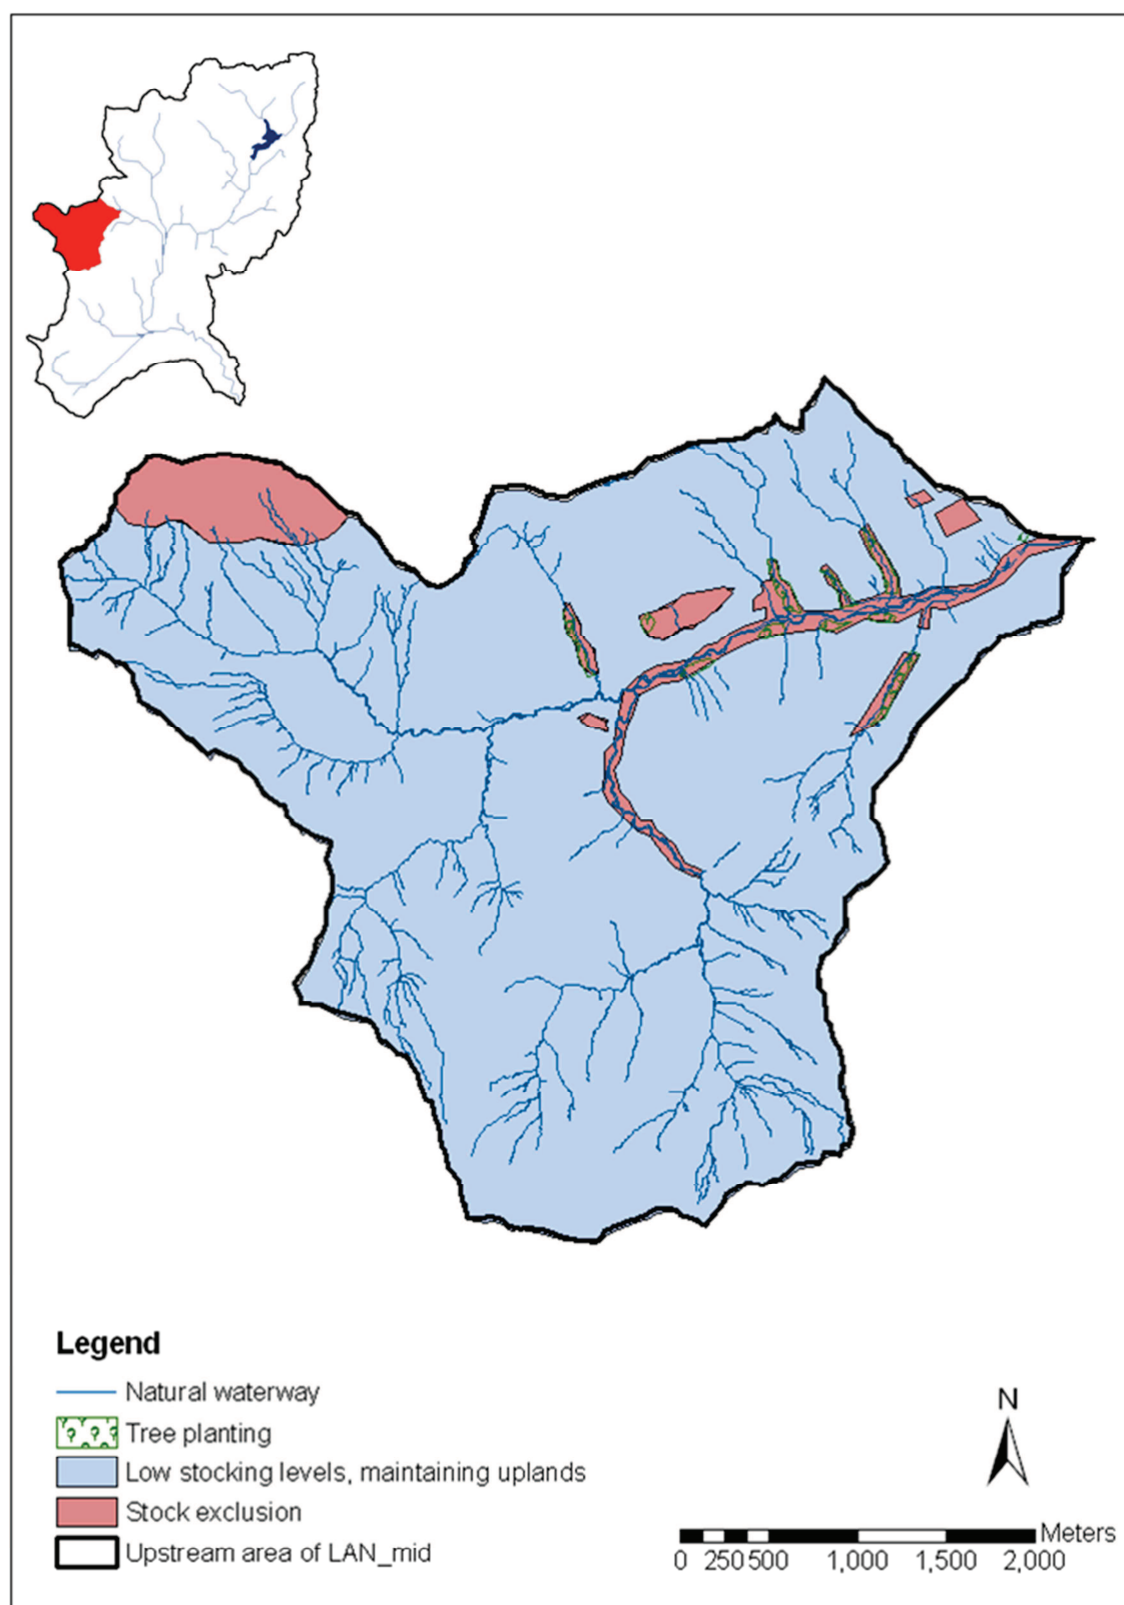 Legend
Natural waterway
Tree planting
Low stocking levels, maintaining uplands
Stock exclusion
Upstream area of LAN_mid
N
Meters
0 250 500 1,000 1,500 2,000